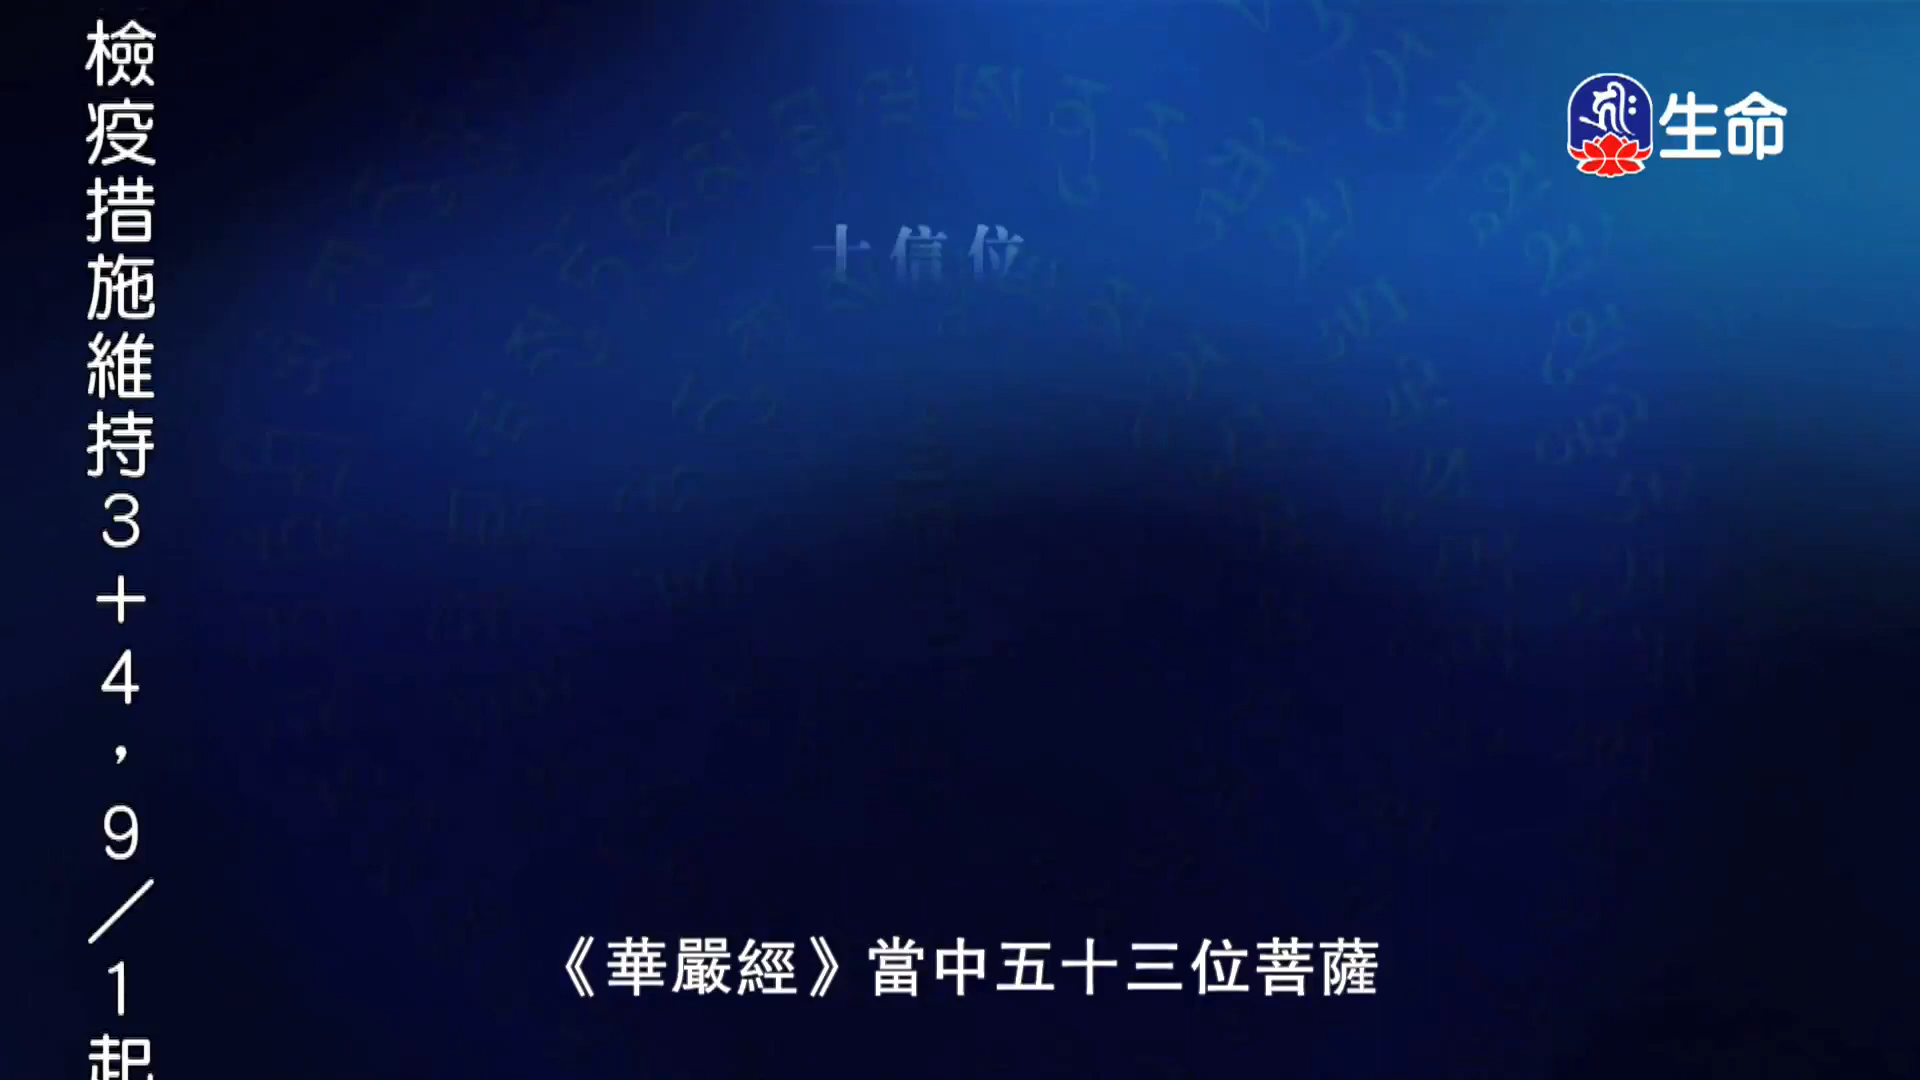 檢疫措施維持3+4，9/1起
生命
十信位
《華嚴經》當中五十三位菩薩